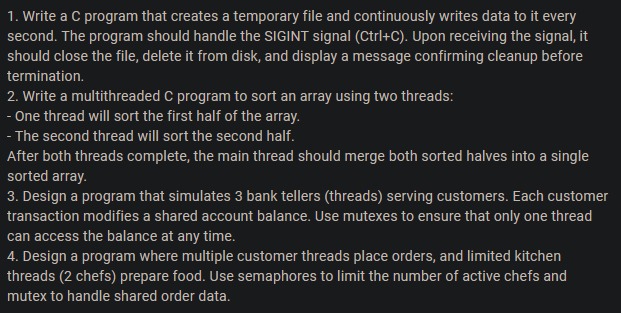 1. Write a C program that creates a temporary file and continuously writes data to it every
second. The program should handle the SIGINT signal (Ctrl+C). Upon receiving the signal, it
should close the file, delete it from disk, and display a message confirming cleanup before
termination.
2. Write a multithreaded C program to sort an array using two threads:
- One thread will sort the first half of the array.
- The second thread will sort the second half.
After both threads complete, the main thread should merge both sorted halves into a single
sorted array.
3. Design a program that simulates 3 bank tellers (threads) serving customers. Each customer
transaction modifies a shared account balance. Use mutexes to ensure that only one thread
can access the balance at any time.
4. Design a program where multiple customer threads place orders, and limited kitchen
threads (2 chefs) prepare food. Use semaphores to limit the number of active chefs and
mutex to handle shared order data.